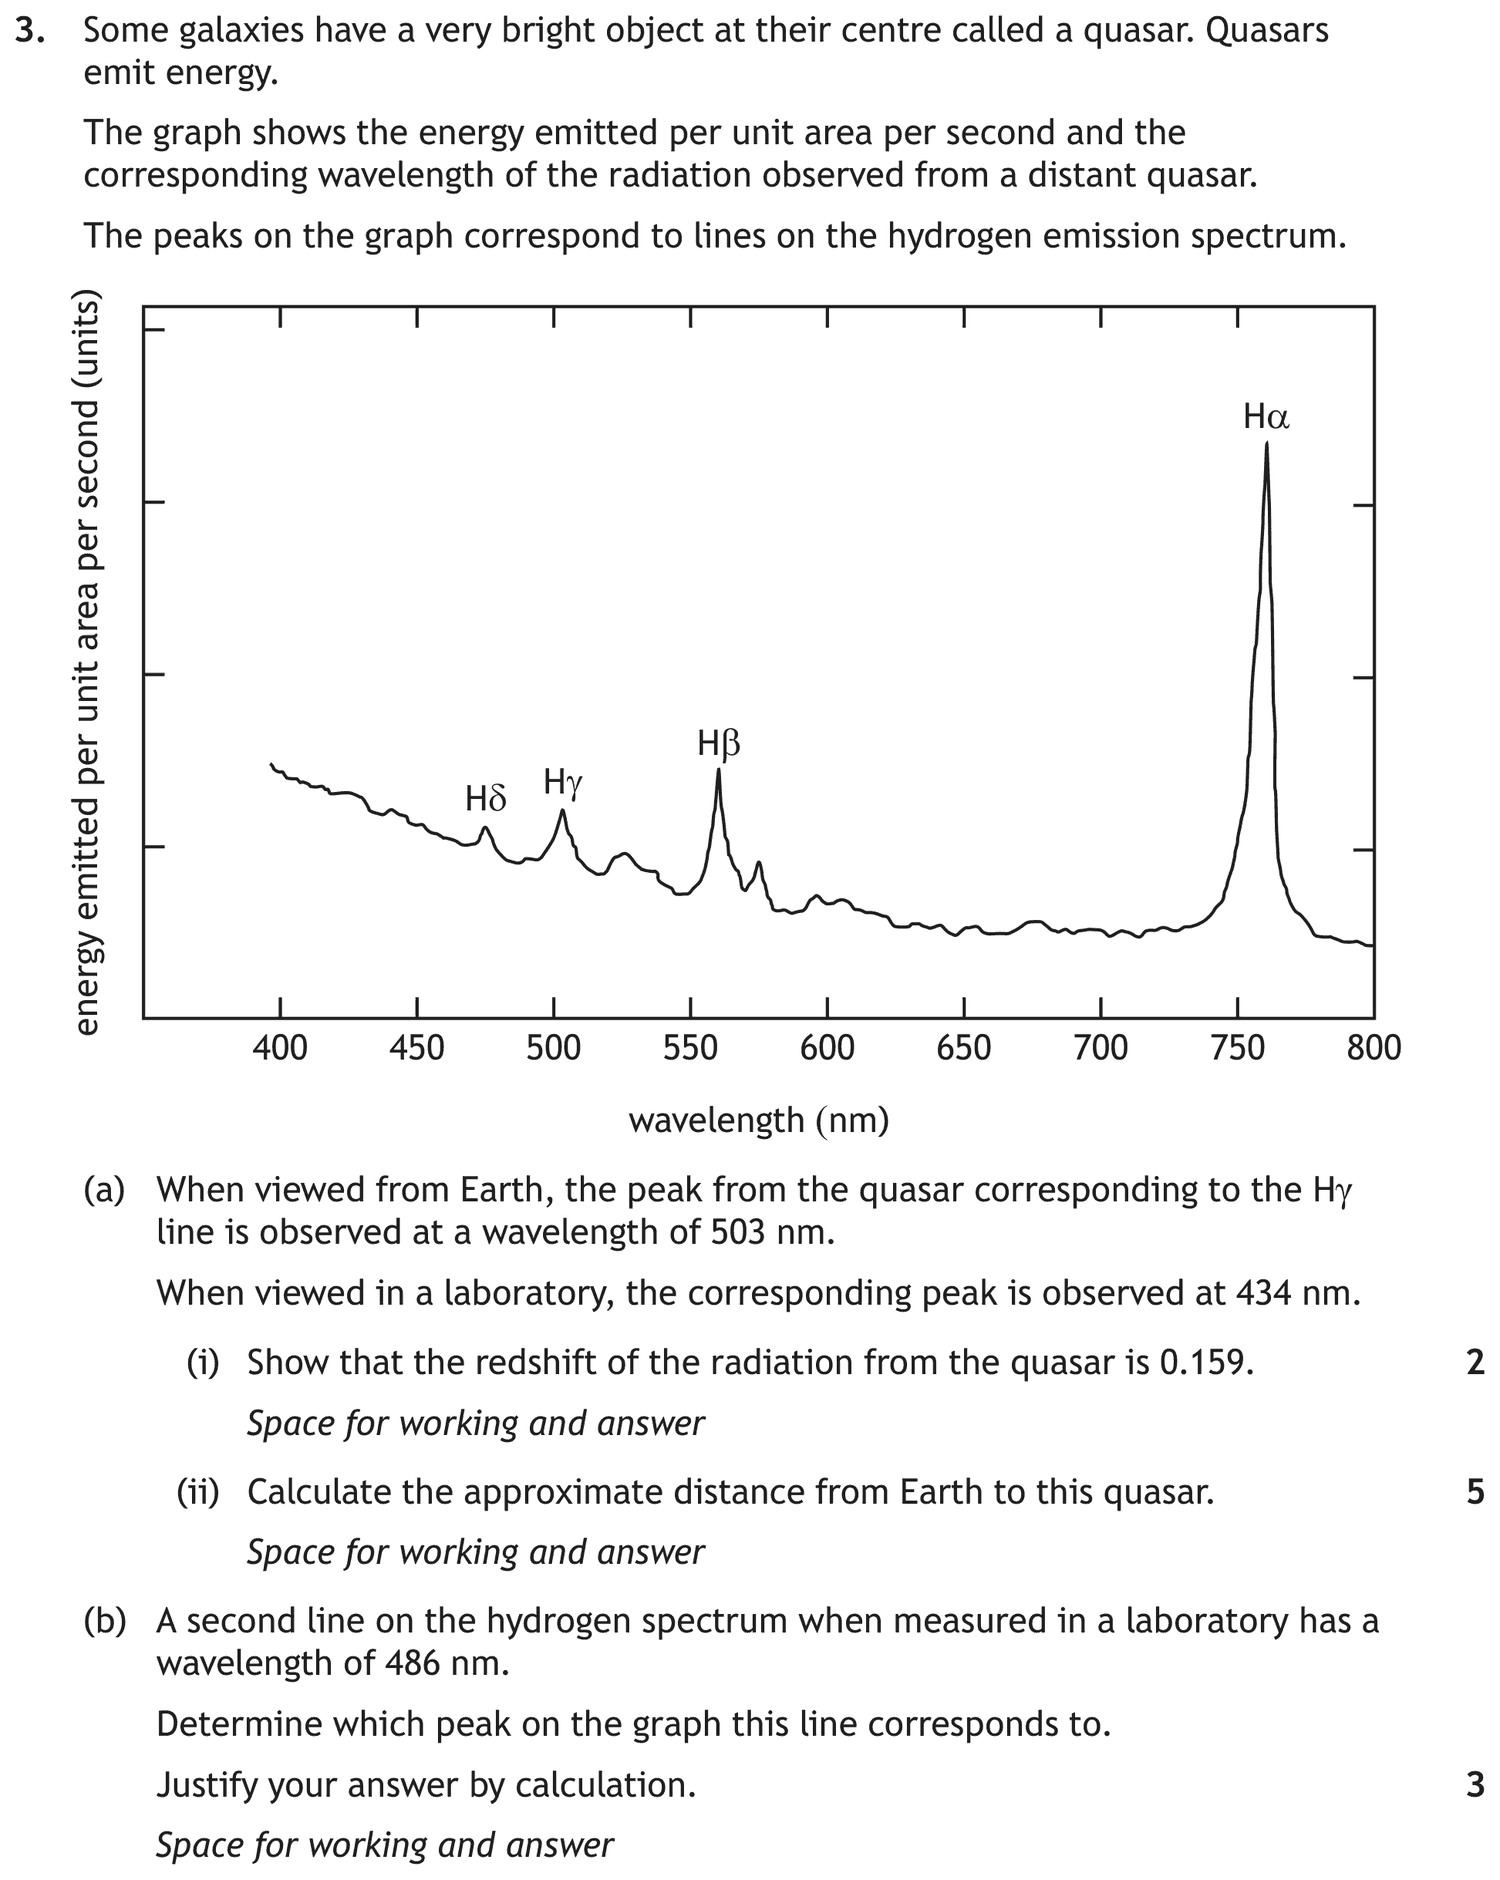 3. Some galaxies have a very bright object at their centre called a quasar. Quasars
emit energy.
The graph shows the energy emitted per unit area per second and the
corresponding wavelength of the radiation observed from a distant quasar.
The peaks on the graph correspond to lines on the hydrogen emission spectrum.
energy emitted per unit area per second (units)
Hα
Hβ
Hγ
Hδ
400 450 500 550 600 650 700 750 800
wavelength (nm)
(a) When viewed from Earth, the peak from the quasar corresponding to the Hγ
line is observed at a wavelength of 503 nm.
When viewed in a laboratory, the corresponding peak is observed at 434 nm.
(i) Show that the redshift of the radiation from the quasar is 0.159. 2
Space for working and answer
(ii) Calculate the approximate distance from Earth to this quasar. 5
Space for working and answer
(b) A second line on the hydrogen spectrum when measured in a laboratory has a
wavelength of 486 nm.
Determine which peak on the graph this line corresponds to.
Justify your answer by calculation. 3
Space for working and answer